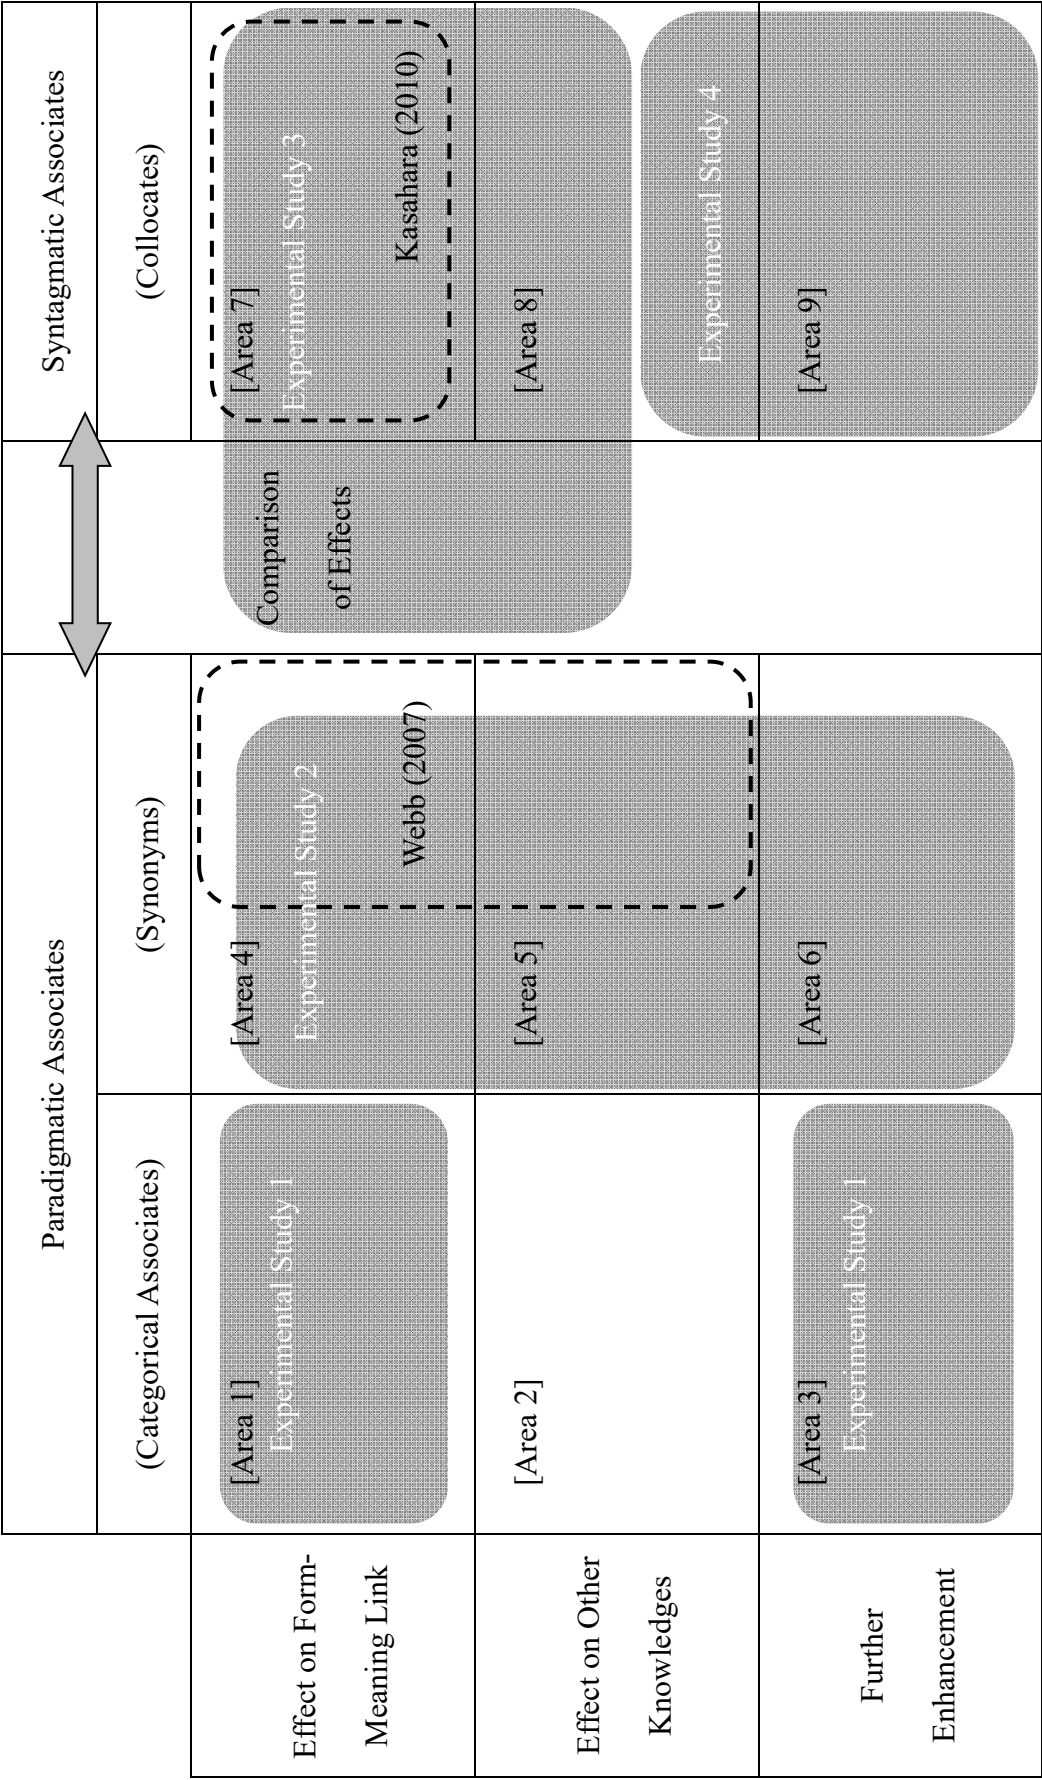 Paradigmatic Associates
Syntagmatic Associates
(Categorical Associates)
(Synonyms)
(Collocates)
Effect on Form-
Meaning Link
[Area 1]
Experimental Study 1
[Area 4]
Experimental Study 2
Webb (2007)
Comparison
of Effects
[Area 7]
Experimental Study 3
Kasahara (2010)
Effect on Other
Knowledges
[Area 2]
[Area 5]
[Area 8]
Further
Enhancement
[Area 3]
Experimental Study 1
[Area 6]
Experimental Study 4
[Area 9]